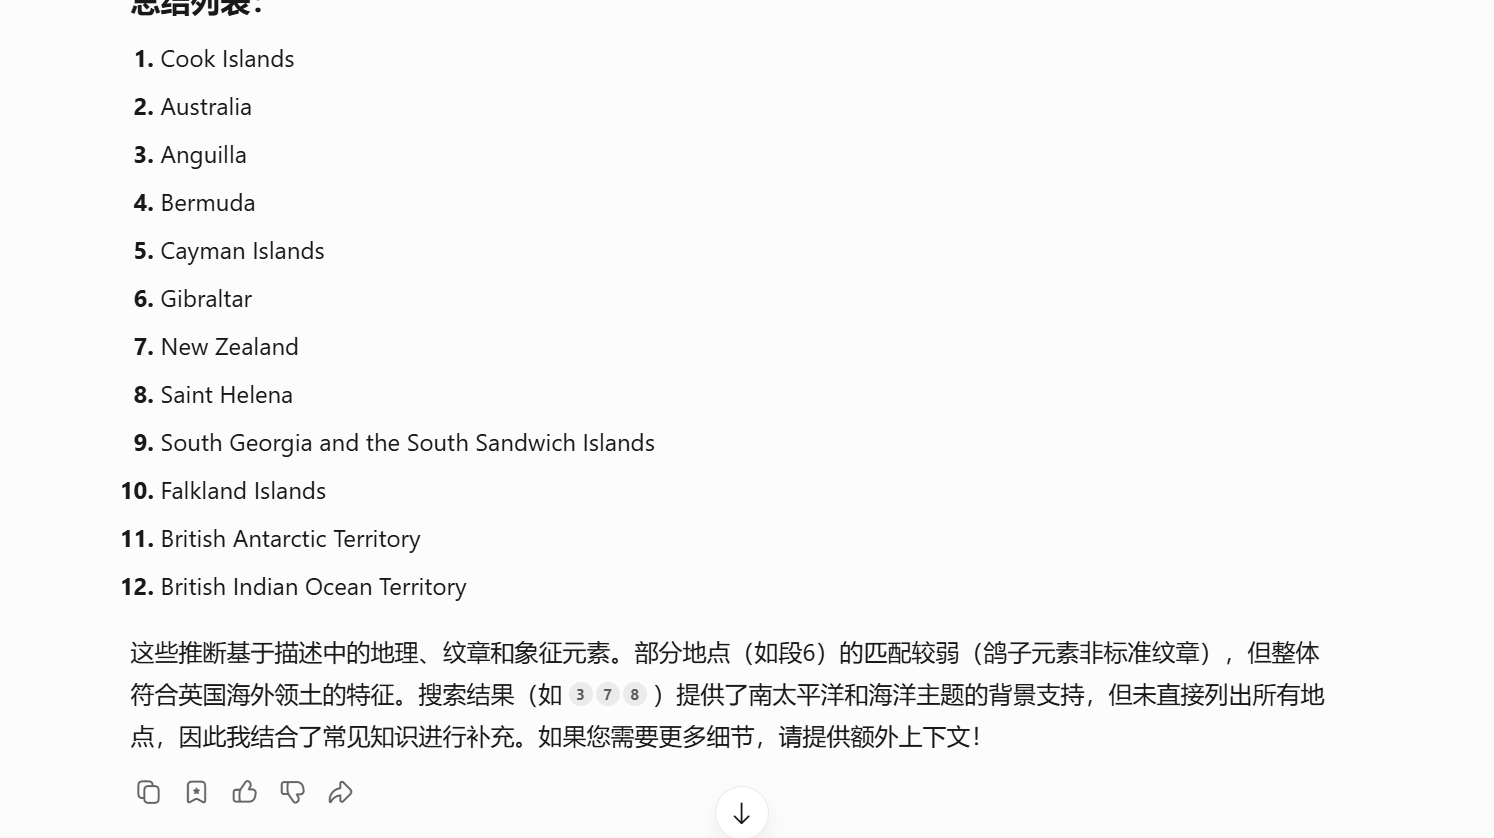 总结列表：
1. Cook Islands
2. Australia
3. Anguilla
4. Bermuda
5. Cayman Islands
6. Gibraltar
7. New Zealand
8. Saint Helena
9. South Georgia and the South Sandwich Islands
10. Falkland Islands
11. British Antarctic Territory
12. British Indian Ocean Territory
这些推断基于描述中的地理、纹章和象征元素。部分地点（如段6）的匹配较弱（鸽子元素非标准纹章），但整体
符合英国海外领土的特征。搜索结果（如 3 7 8 ）提供了南太平洋和海洋主题的背景支持，但未直接列出所有地
点，因此我结合了常见知识进行补充。如果您需要更多细节，请提供额外上下文！